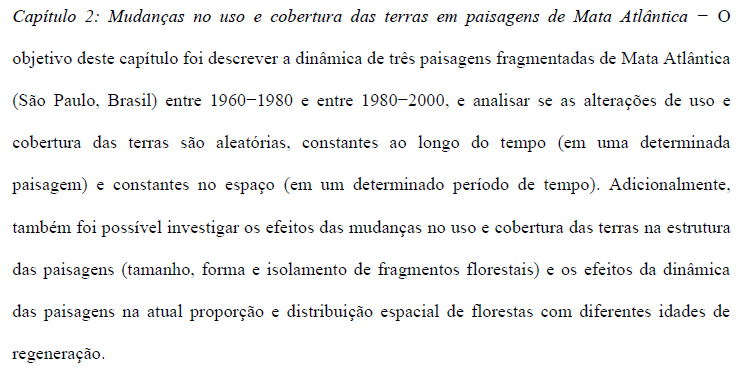 Capítulo 2: Mudanças no uso e cobertura das terras em paisagens de Mata Atlântica − O
objetivo deste capítulo foi descrever a dinâmica de três paisagens fragmentadas de Mata Atlântica
(São Paulo, Brasil) entre 1960−1980 e entre 1980−2000, e analisar se as alterações de uso e
cobertura das terras são aleatórias, constantes ao longo do tempo (em uma determinada
paisagem) e constantes no espaço (em um determinado período de tempo). Adicionalmente,
também foi possível investigar os efeitos das mudanças no uso e cobertura das terras na estrutura
das paisagens (tamanho, forma e isolamento de fragmentos florestais) e os efeitos da dinâmica
das paisagens na atual proporção e distribuição espacial de florestas com diferentes idades de
regeneração.